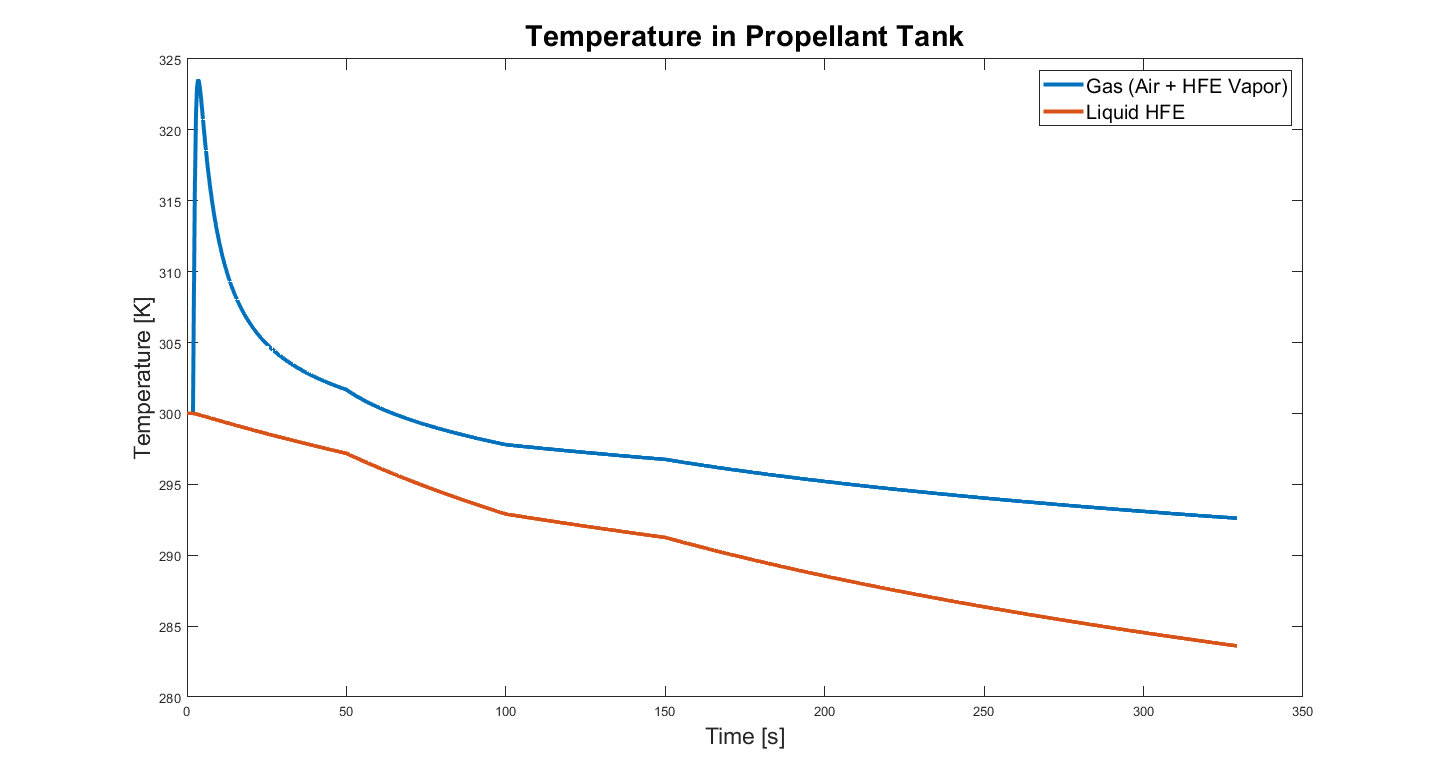 Temperature in Propellant Tank
Gas (Air + HFE Vapor)
Liquid HFE
Temperature [K]
325
320
315
310
305
300
295
290
285
280
0 50 100 150 200 250 300 350
Time [s]